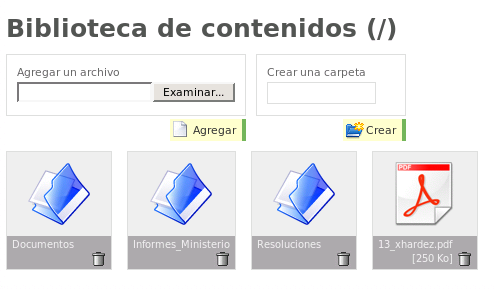 Biblioteca de contenidos (/)
Agregar un archivo
Examinar...
Crear una carpeta
Agregar
Crear
Documentos
Informes_Ministerio
Resoluciones
PDF
13_xhardez.pdf
[250 Ko]